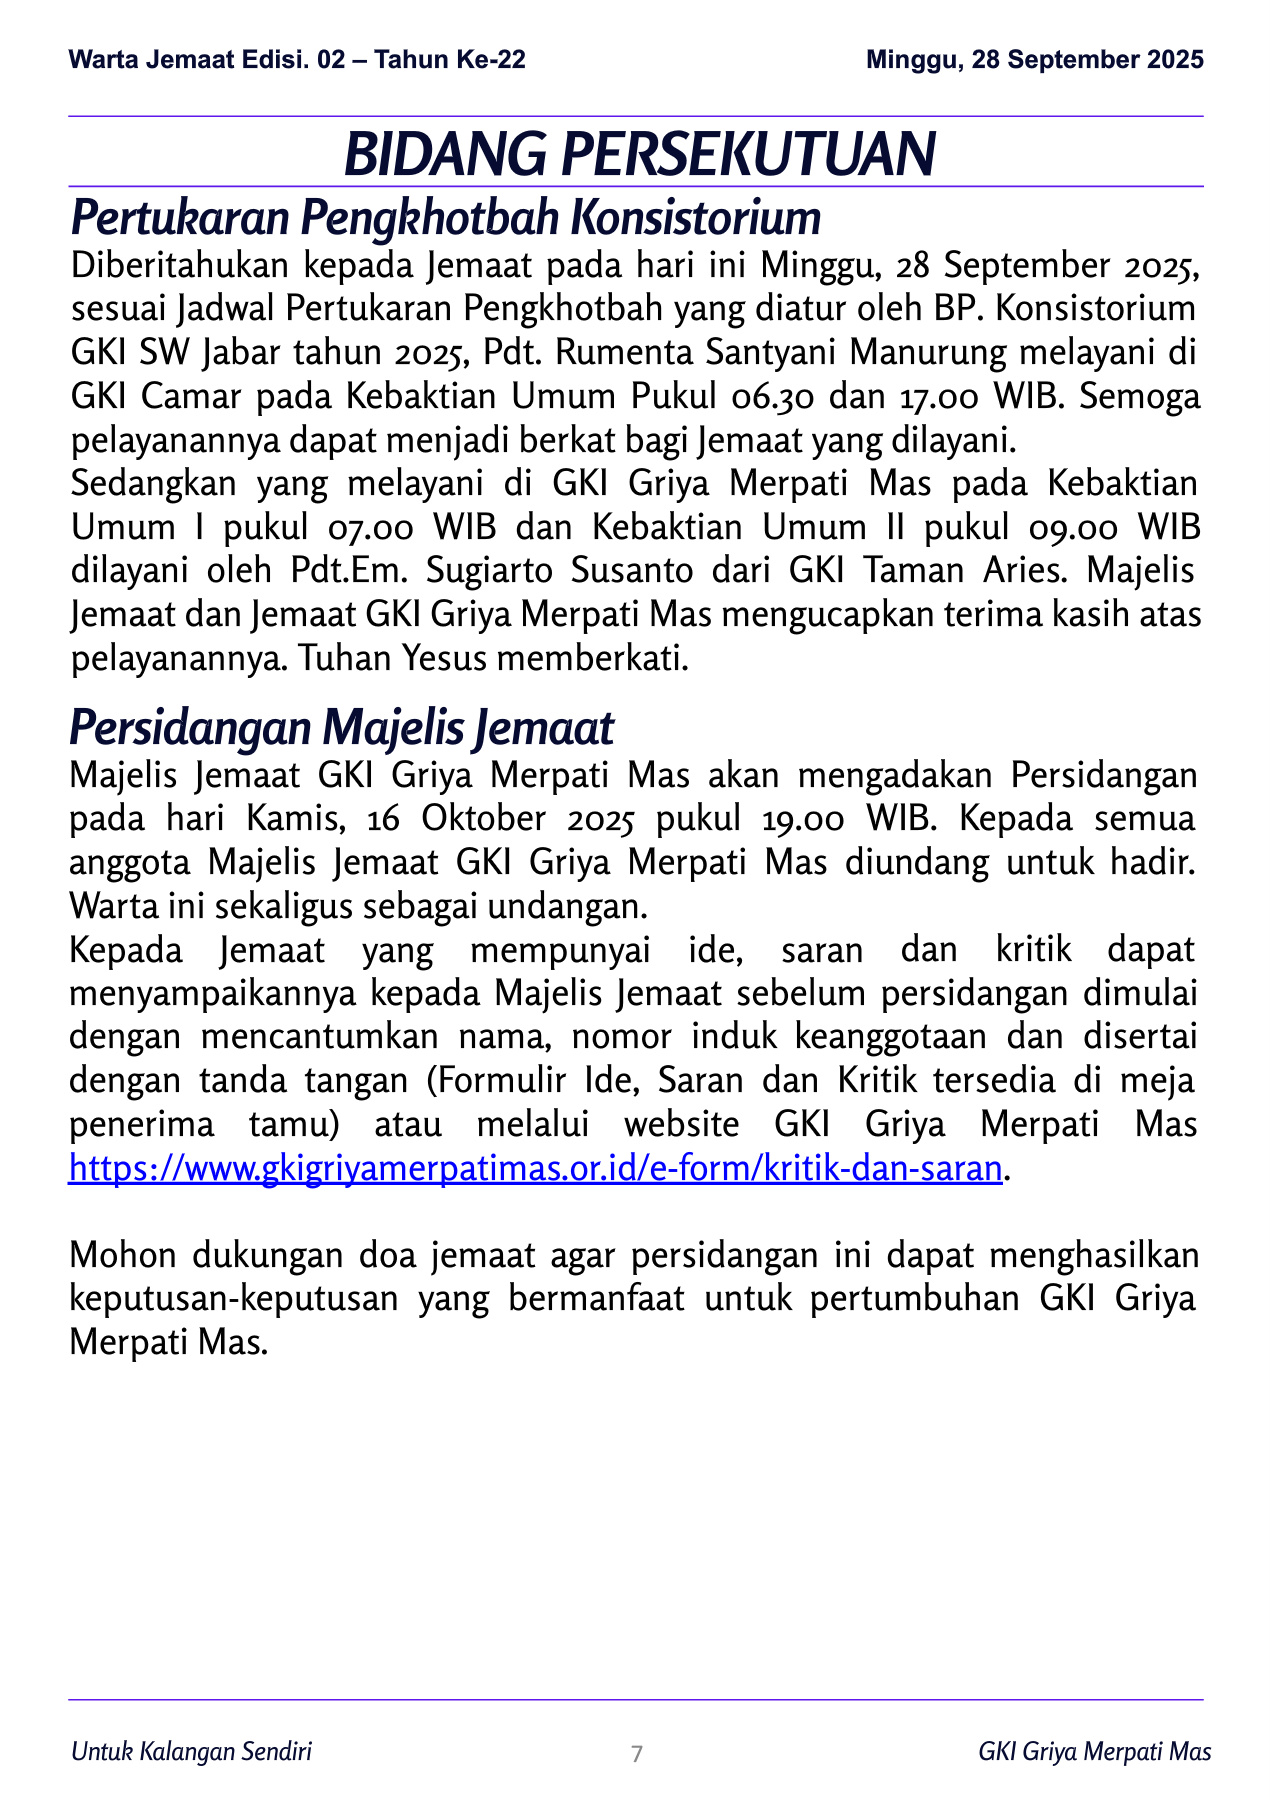 Warta Jemaat Edisi. 02 – Tahun Ke-22
Minggu, 28 September 2025
BIDANG PERSEKUTUAN
Pertukaran Pengkhotbah Konsistorium
Diberitahukan kepada Jemaat pada hari ini Minggu, 28 September 2025,
sesuai Jadwal Pertukaran Pengkhotbah yang diatur oleh BP. Konsistorium
GKI SW Jabar tahun 2025, Pdt. Rumenta Santyani Manurung melayani di
GKI Camar pada Kebaktian Umum Pukul 06.30 dan 17.00 WIB. Semoga
pelayanannya dapat menjadi berkat bagi Jemaat yang dilayani.
Sedangkan yang melayani di GKI Griya Merpati Mas pada Kebaktian
Umum I pukul 07.00 WIB dan Kebaktian Umum II pukul 09.00 WIB
dilayani oleh Pdt.Em. Sugiarto Susanto dari GKI Taman Aries. Majelis
Jemaat dan Jemaat GKI Griya Merpati Mas mengucapkan terima kasih atas
pelayanannya. Tuhan Yesus memberkati.
Persidangan Majelis Jemaat
Majelis Jemaat GKI Griya Merpati Mas akan mengadakan Persidangan
pada hari Kamis, 16 Oktober 2025 pukul 19.00 WIB. Kepada semua
anggota Majelis Jemaat GKI Griya Merpati Mas diundang untuk hadir.
Warta ini sekaligus sebagai undangan.
Kepada Jemaat yang mempunyai ide, saran dan kritik dapat
menyampaikannya kepada Majelis Jemaat sebelum persidangan dimulai
dengan mencantumkan nama, nomor induk keanggotaan dan disertai
dengan tanda tangan (Formulir Ide, Saran dan Kritik tersedia di meja
penerima tamu) atau melalui website GKI Griya Merpati Mas
https://www.gkigriyamerpatimas.or.id/e-form/kritik-dan-saran.
Mohon dukungan doa jemaat agar persidangan ini dapat menghasilkan
keputusan-keputusan yang bermanfaat untuk pertumbuhan GKI Griya
Merpati Mas.
Untuk Kalangan Sendiri
7
GKI Griya Merpati Mas